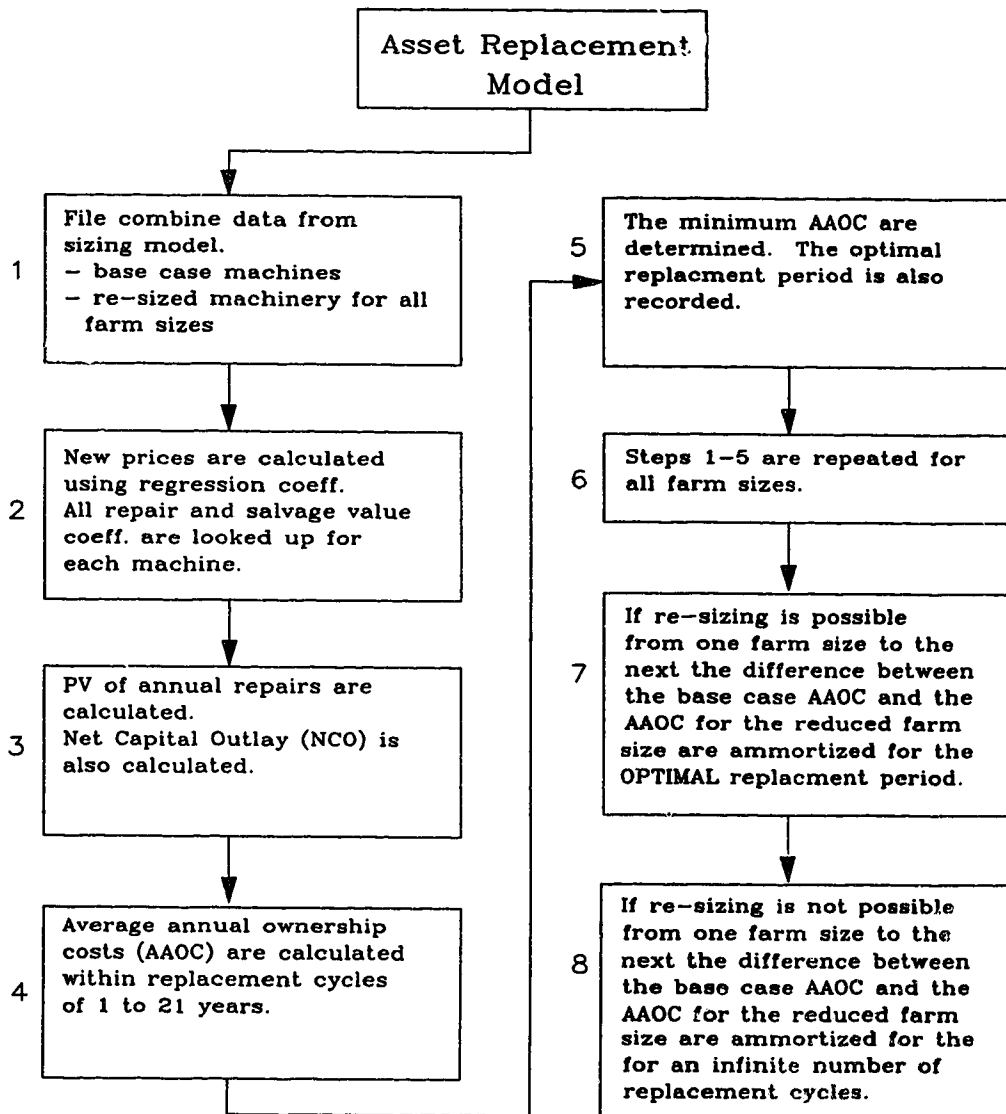 Asset Replacement
Model
1
File combine data from
sizing model.
– base case machines
– re-sized machinery for all
farm sizes
2
New prices are calculated
using regression coeff.
All repair and salvage value
coeff. are looked up for
each machine.
3
PV of annual repairs are
calculated.
Net Capital Outlay (NCO) is
also calculated.
4
Average annual ownership
costs (AAOC) are calculated
within replacement cycles
of 1 to 21 years.
5
The minimum AAOC are
determined. The optimal
replacment period is also
recorded.
6
Steps 1–5 are repeated for
all farm sizes.
7
If re-sizing is possible
from one farm size to the
next the difference between
the base case AAOC and the
AAOC for the reduced farm
size are ammortized for the
OPTIMAL replacment period.
8
If re-sizing is not possible
from one farm size to the
next the difference between
the base case AAOC and the
AAOC for the reduced farm
size are ammortized for the
for an infinite number of
replacement cycles.